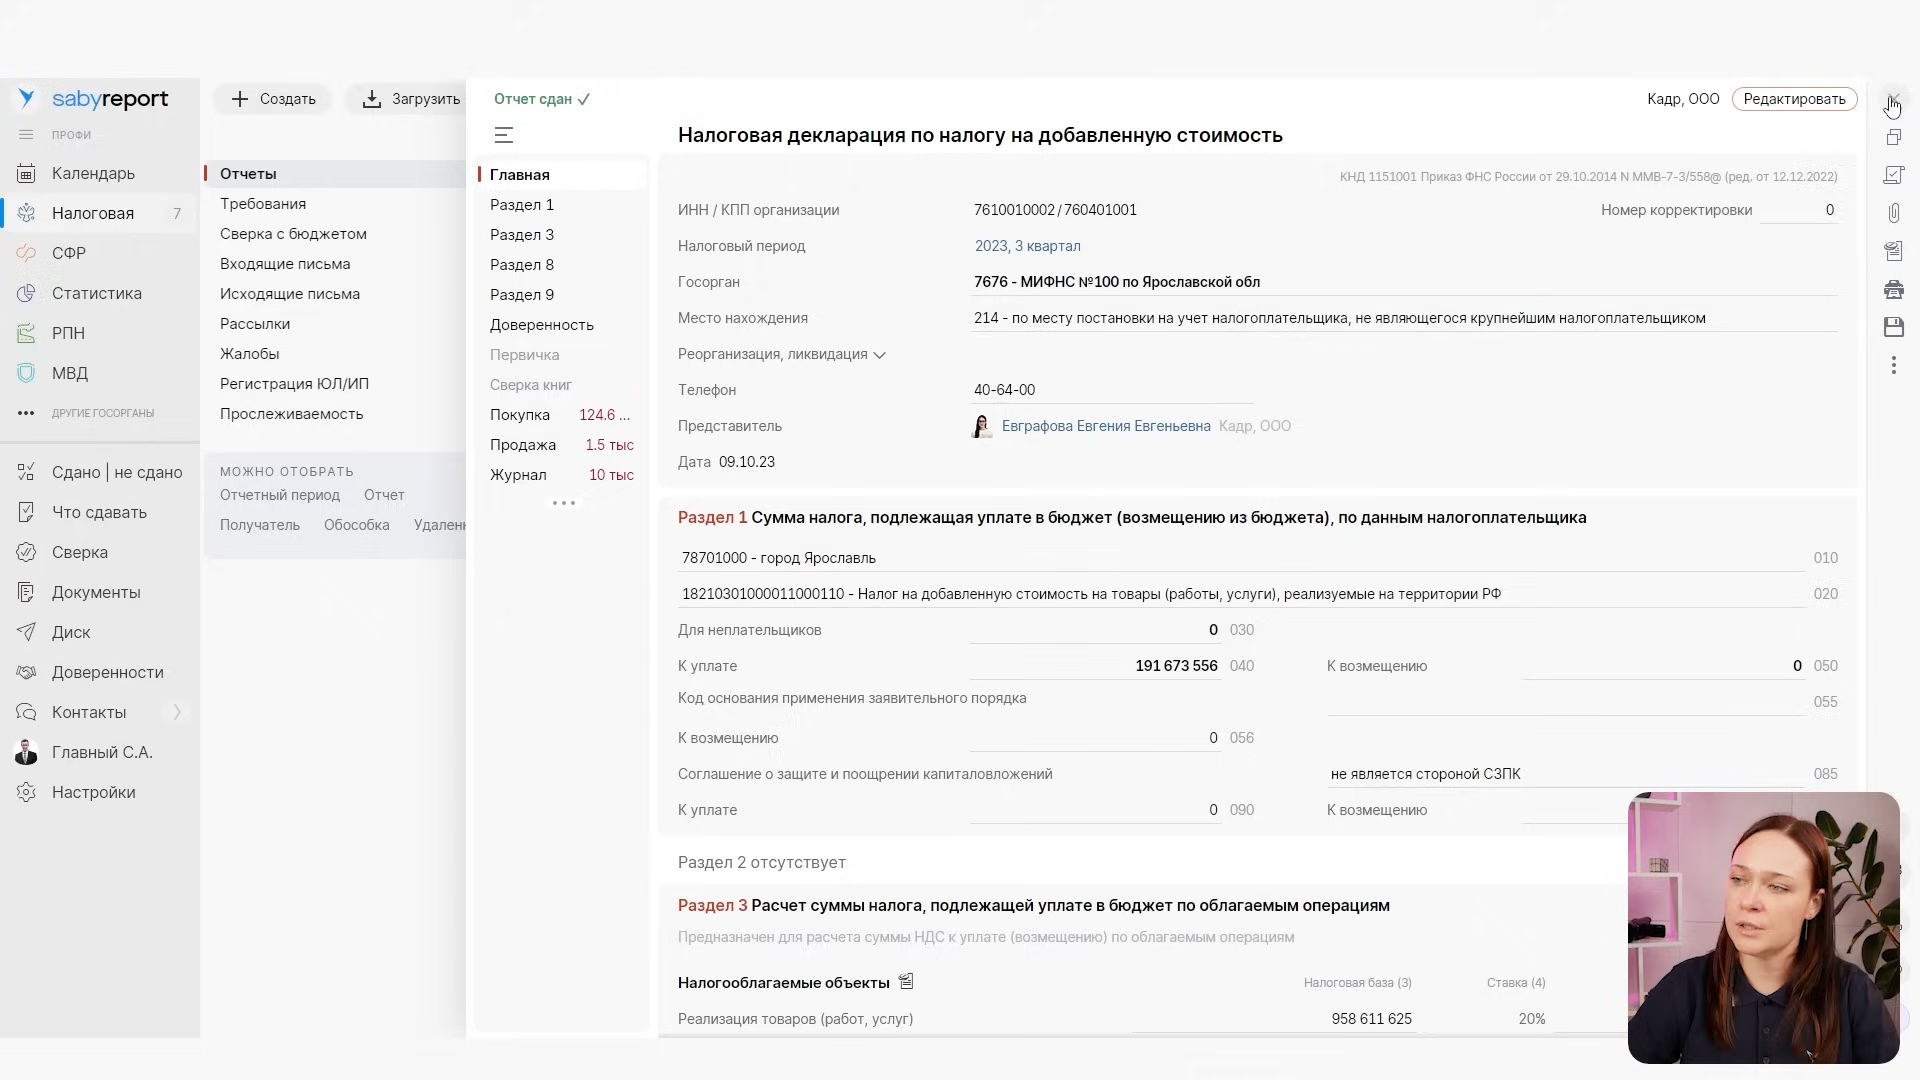 sabyreport
ПРОФИ
Календарь
Налоговая 7
СФР
Статистика
РПН
МВД
ДРУГИЕ ГОСОРГАНЫ
Сдано | не сдано
Что сдавать
Сверка
Документы
Диск
Доверенности
Контакты
Главный С.А.
Настройки
Создать
Загрузить
Отчеты
Требования
Сверка с бюджетом
Входящие письма
Исходящие письма
Рассылки
Жалобы
Регистрация ЮЛ/ИП
Прослеживаемость
МОЖНО ОТОБРАТЬ
Отчетный период Отчет
Получатель Обособка Удален
Отчет сдан
Кадр, ООО Редактировать
Главная
Раздел 1
Раздел 3
Раздел 8
Раздел 9
Доверенность
Первичка
Сверка книг
Покупка 124.6 ...
Продажа 1.5 тыс
Журнал 10 тыс
Налоговая декларация по налогу на добавленную стоимость
КНД 1151001 Приказ ФНС России от 29.10.2014 N ММВ-7-3/558@ (ред. от 12.12.2022)
ИНН / КПП организации 7610010002 / 760401001 Номер корректировки 0
Налоговый период 2023, 3 квартал
Госорган 7676 - МИФНС №100 по Ярославской обл
Место нахождения 214 - по месту постановки на учет налогоплательщика, не являющегося крупнейшим налогоплательщиком
Реорганизация, ликвидация
Телефон 40-64-00
Представитель Евграфова Евгения Евгеньевна Кадр, ООО
Дата 09.10.23
Раздел 1 Сумма налога, подлежащая уплате в бюджет (возмещению из бюджета), по данным налогоплательщика
78701000 - город Ярославль 010
18210301000011000110 - Налог на добавленную стоимость на товары (работы, услуги), реализуемые на территории РФ 020
Для неплательщиков 0 030
К уплате 191 673 556 040 К возмещению 0 050
Код основания применения заявительного порядка 055
К возмещению 0 056
Соглашение о защите и поощрении капиталовложений не является стороной СЗПК 085
К уплате 0 090 К возмещению
Раздел 2 отсутствует
Раздел 3 Расчет суммы налога, подлежащей уплате в бюджет по облагаемым операциям
Предназначен для расчета суммы НДС к уплате (возмещению) по облагаемым операциям
Налогооблагаемые объекты Налоговая база (3) Ставка (4)
Реализация товаров (работ, услуг) 958 611 625 20%